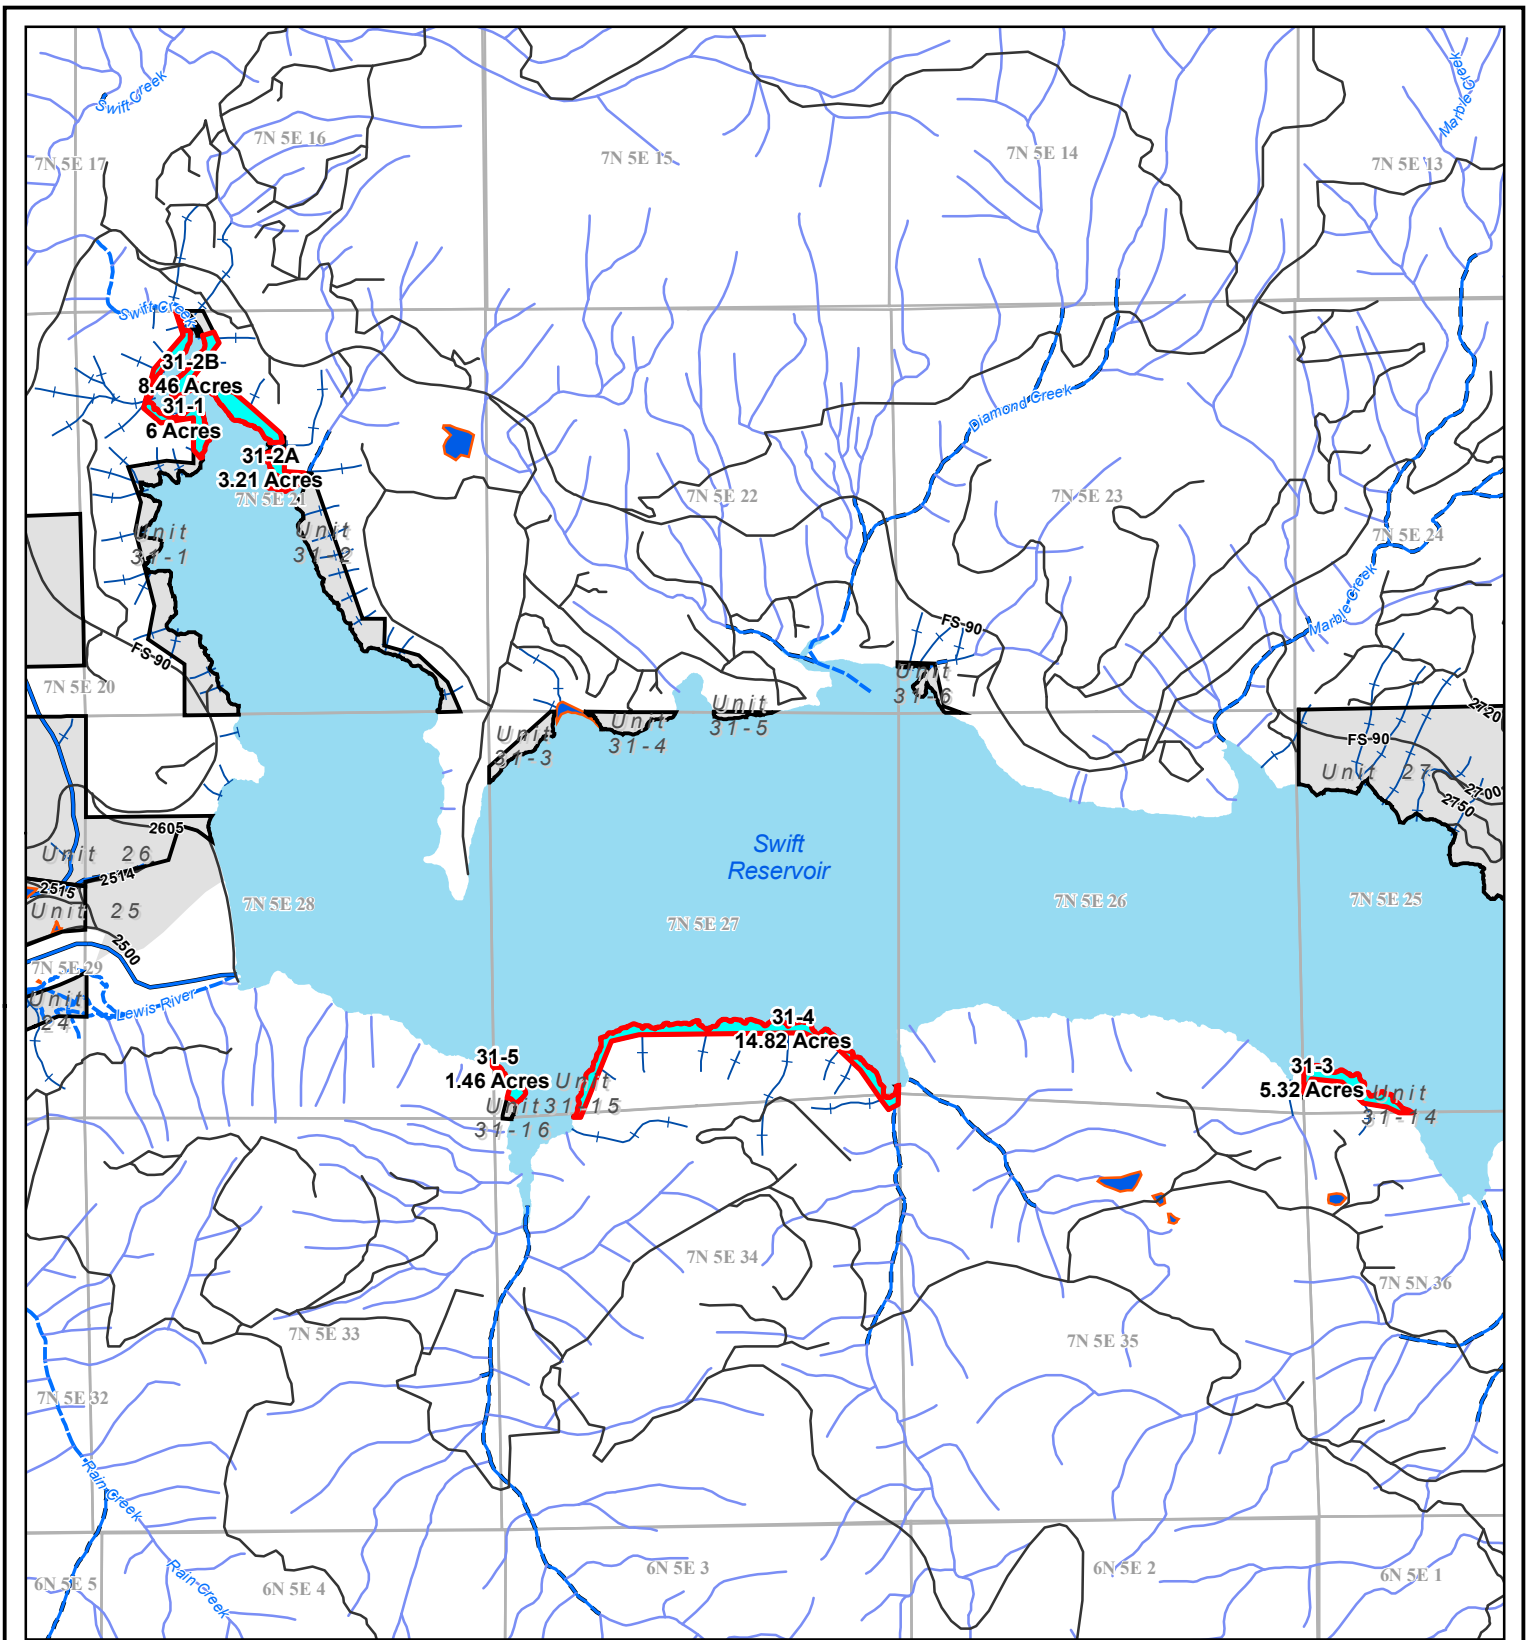 Swift Creek
Marble Creek
7N 5E 17
7N 5E 16
7N 5E 15
7N 5E 14
7N 5E 13
Swift Creek
31-2B
8.46 Acres
31-1
6 Acres
31-2A
3.21 Acres
7N 5E 21
Diamond Creek
7N 5E 22
7N 5E 23
7N 5E 24
Unit
31-1
Unit
31-2
Marble Creek
FS-90
FS-90
7N 5E 20
Unit
31-6
Unit
31-3
Unit
31-4
Unit
31-5
2720
FS-90
Unit 27
2700
2750
2605
Unit 26
2514
2515
Unit 25
2500
Swift
Reservoir
7N 5E 28
7N 5E 27
7N 5E 26
7N 5E 25
7N 5E 29
Unit
24
Lewis River
31-4
14.82 Acres
31-5
1.46 Acres
Unit
31-15
Unit
31-16
31-3
5.32 Acres
Unit
31-14
7N 5E 34
7N 5N 36
7N 5E 33
7N 5E 35
7N 5E 32
Rain Creek
Rain Creek
6N 5E 5
6N 5E 4
6N 5E 3
6N 5E 2
6N 5E 1